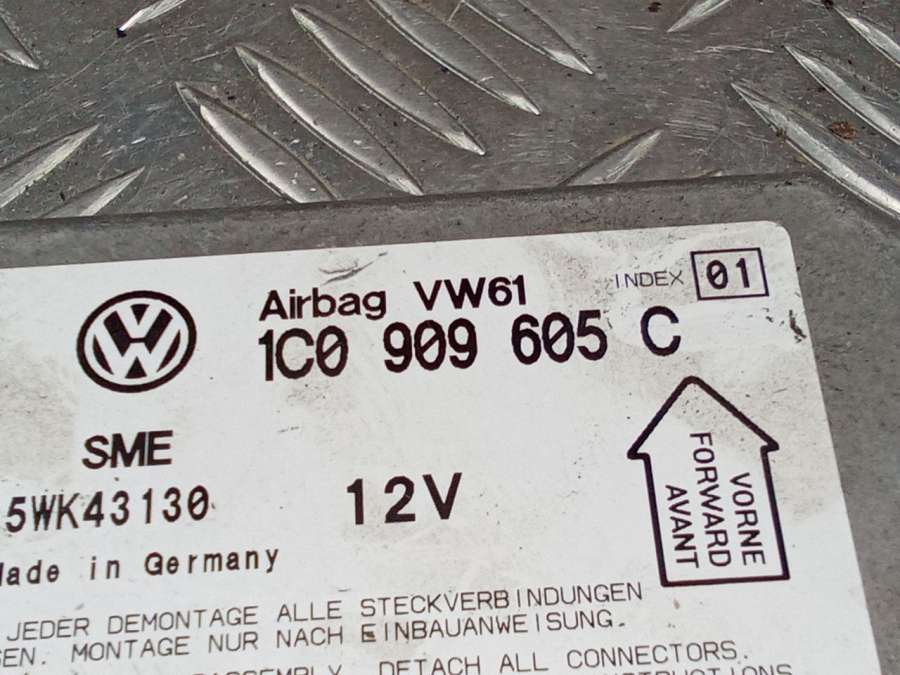 Airbag VW61
INDEX 01
1C0 909 605 C
SME
5WK43130
12V
VORNE
FORWARD
AVANT
Made in Germany
JEDER DEMONTAGE ALLE STECKVERBINDUNGEN
MONTAGE NUR NACH EINBAUANWEISUNG.
DETACH ALL CONNECTORS.